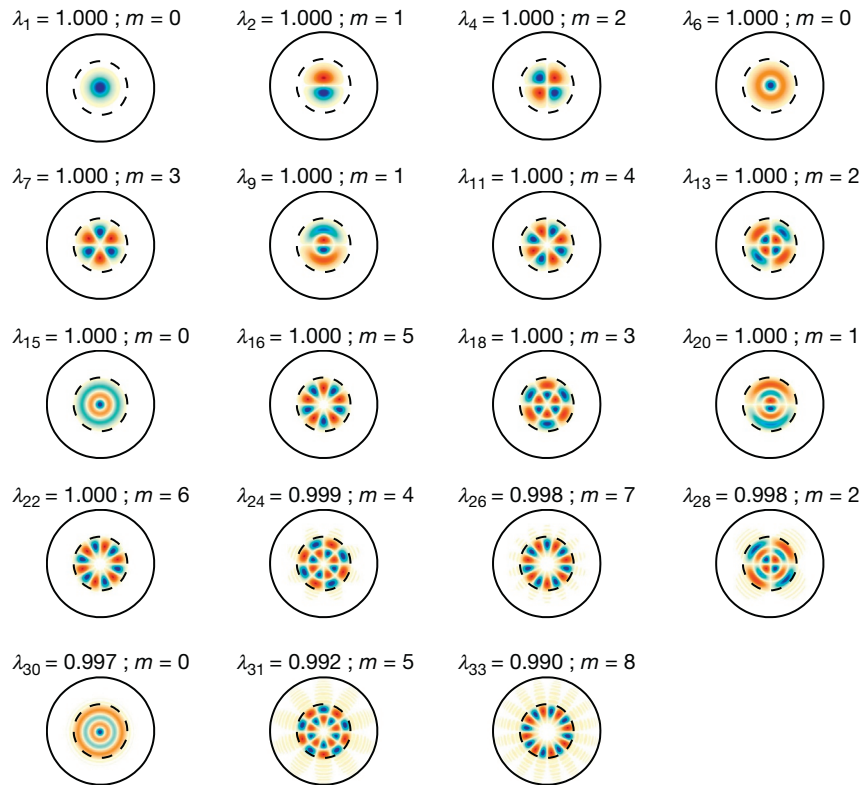 λ1 = 1.000 ; m = 0
λ2 = 1.000 ; m = 1
λ4 = 1.000 ; m = 2
λ6 = 1.000 ; m = 0
λ7 = 1.000 ; m = 3
λ9 = 1.000 ; m = 1
λ11 = 1.000 ; m = 4
λ13 = 1.000 ; m = 2
λ15 = 1.000 ; m = 0
λ16 = 1.000 ; m = 5
λ18 = 1.000 ; m = 3
λ20 = 1.000 ; m = 1
λ22 = 1.000 ; m = 6
λ24 = 0.999 ; m = 4
λ26 = 0.998 ; m = 7
λ28 = 0.998 ; m = 2
λ30 = 0.997 ; m = 0
λ31 = 0.992 ; m = 5
λ33 = 0.990 ; m = 8